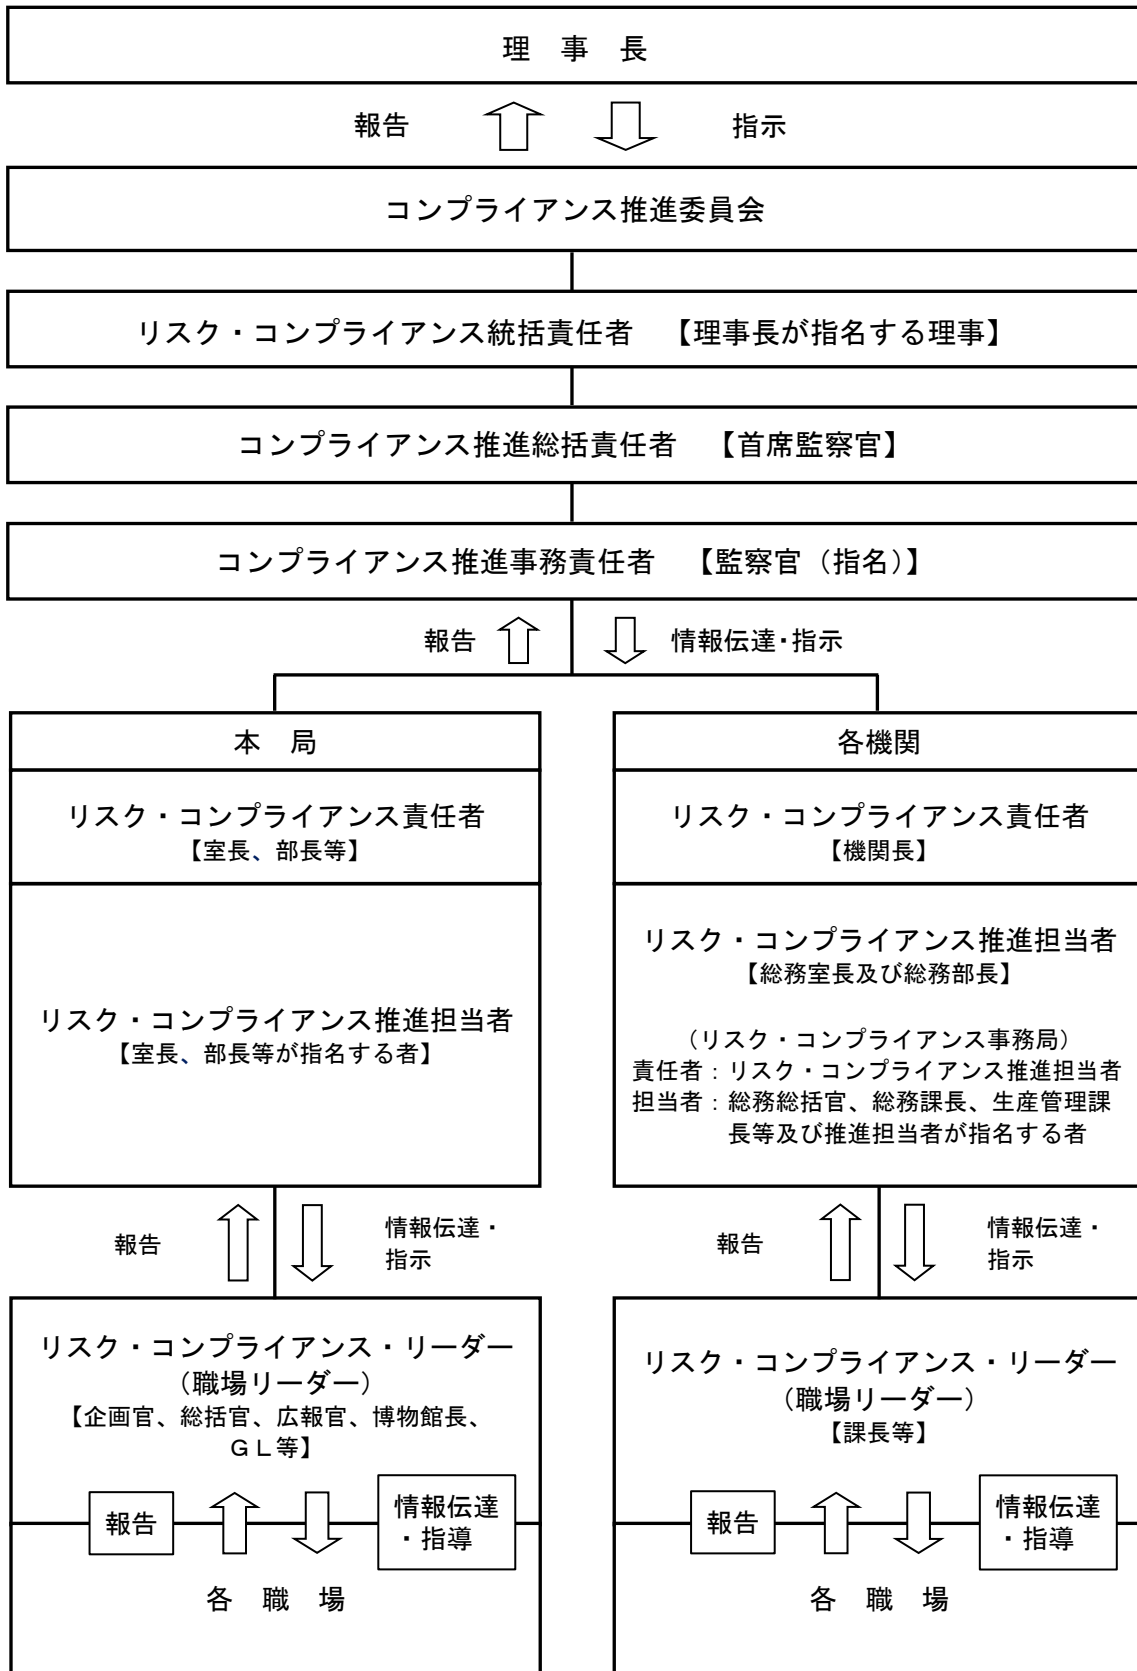 理　事　長
報告
指示
コンプライアンス推進委員会
リスク・コンプライアンス統括責任者　【理事長が指名する理事】
コンプライアンス推進総括責任者　【首席監察官】
コンプライアンス推進事務責任者　【監察官（指名）】
報告
情報伝達・指示
本　局
リスク・コンプライアンス責任者
【室長、部長等】
リスク・コンプライアンス推進担当者
【室長、部長等が指名する者】
各機関
リスク・コンプライアンス責任者
【機関長】
リスク・コンプライアンス推進担当者
【総務室長及び総務部長】
（リスク・コンプライアンス事務局）
責任者：リスク・コンプライアンス推進担当者
担当者：総務総括官、総務課長、生産管理課
長等及び推進担当者が指名する者
報告
情報伝達・
指示
報告
情報伝達・
指示
リスク・コンプライアンス・リーダー
（職場リーダー）
【企画官、総括官、広報官、博物館長、
ＧＬ等】
報告
情報伝達
・指導
各　職　場
リスク・コンプライアンス・リーダー
（職場リーダー）
【課長等】
報告
情報伝達
・指導
各　職　場